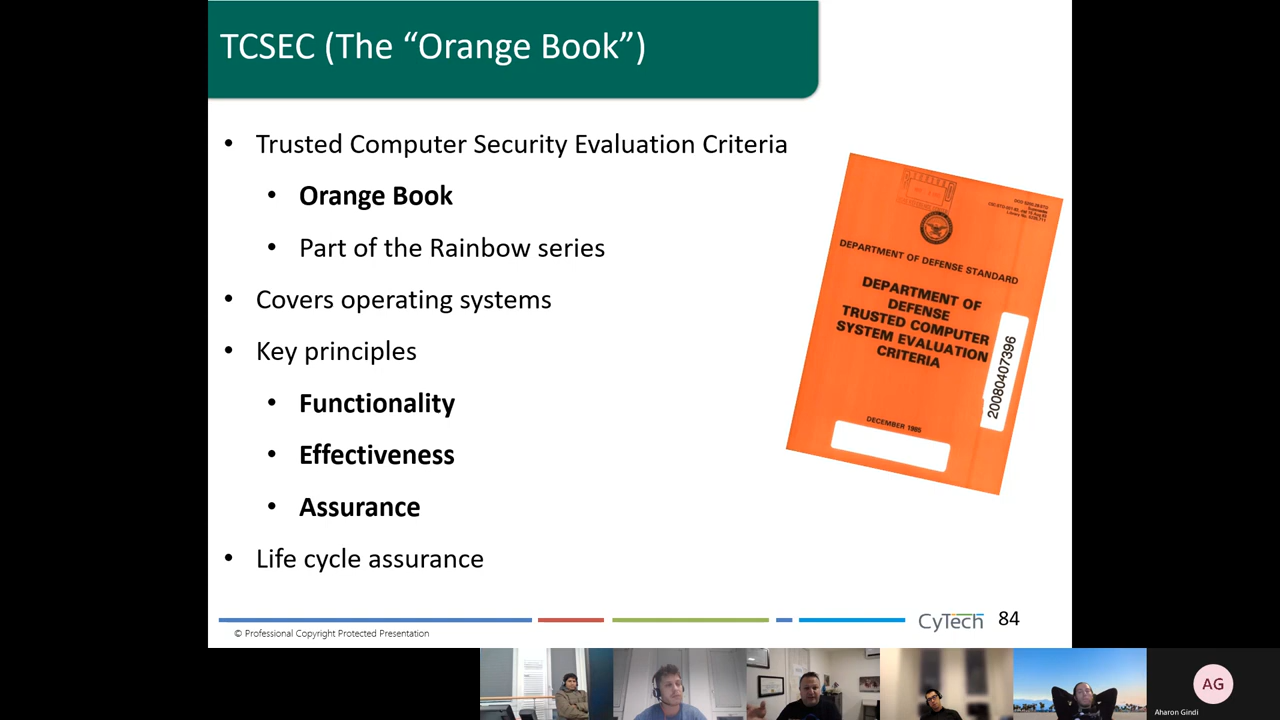 TCSEC (The “Orange Book”)
• Trusted Computer Security Evaluation Criteria
• Orange Book
• Part of the Rainbow series
• Covers operating systems
• Key principles
• Functionality
• Effectiveness
• Assurance
• Life cycle assurance
DEPARTMENT OF DEFENSE STANDARD
DEPARTMENT OF
DEFENSE
TRUSTED COMPUTER
SYSTEM EVALUATION
CRITERIA
20080407396
DECEMBER 1985
CyTech
84
© Professional Copyright Protected Presentation
AG
Aharon Gindi